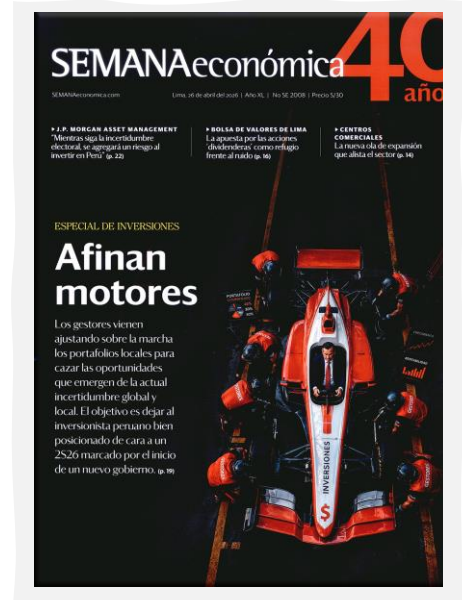 SEMANAeconómica 40
años
SEMANAeconomica.com
Lima, 26 de abril del 2026 | Año XL | No SE 2008 | Precio S/30
J.P. MORGAN ASSET MANAGEMENT
"Mientras siga la incertidumbre
electoral, se agregará un riesgo al
invertir en Perú" (p. 22)
BOLSA DE VALORES DE LIMA
La apuesta por las acciones
'dividenderas' como refugio
frente al ruido (p. 16)
CENTROS
COMERCIALES
La nueva ola de expansión
que alista el sector (p. 14)
ESPECIAL DE INVERSIONES
Afinan
motores
Los gestores vienen
ajustando sobre la marcha
los portafolios locales para
cazar las oportunidades
que emergen de la actual
incertidumbre global y
local. El objetivo es dejar al
inversionista peruano bien
posicionado de cara a un
2S26 marcado por el inicio
de un nuevo gobierno. (p. 19)
INVERSIONES
$